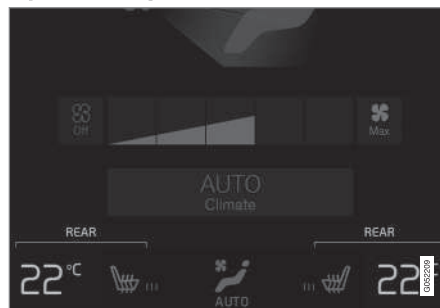 Off
Max
AUTO
Climate
REAR REAR
22°C 22°
AUTO
G052209